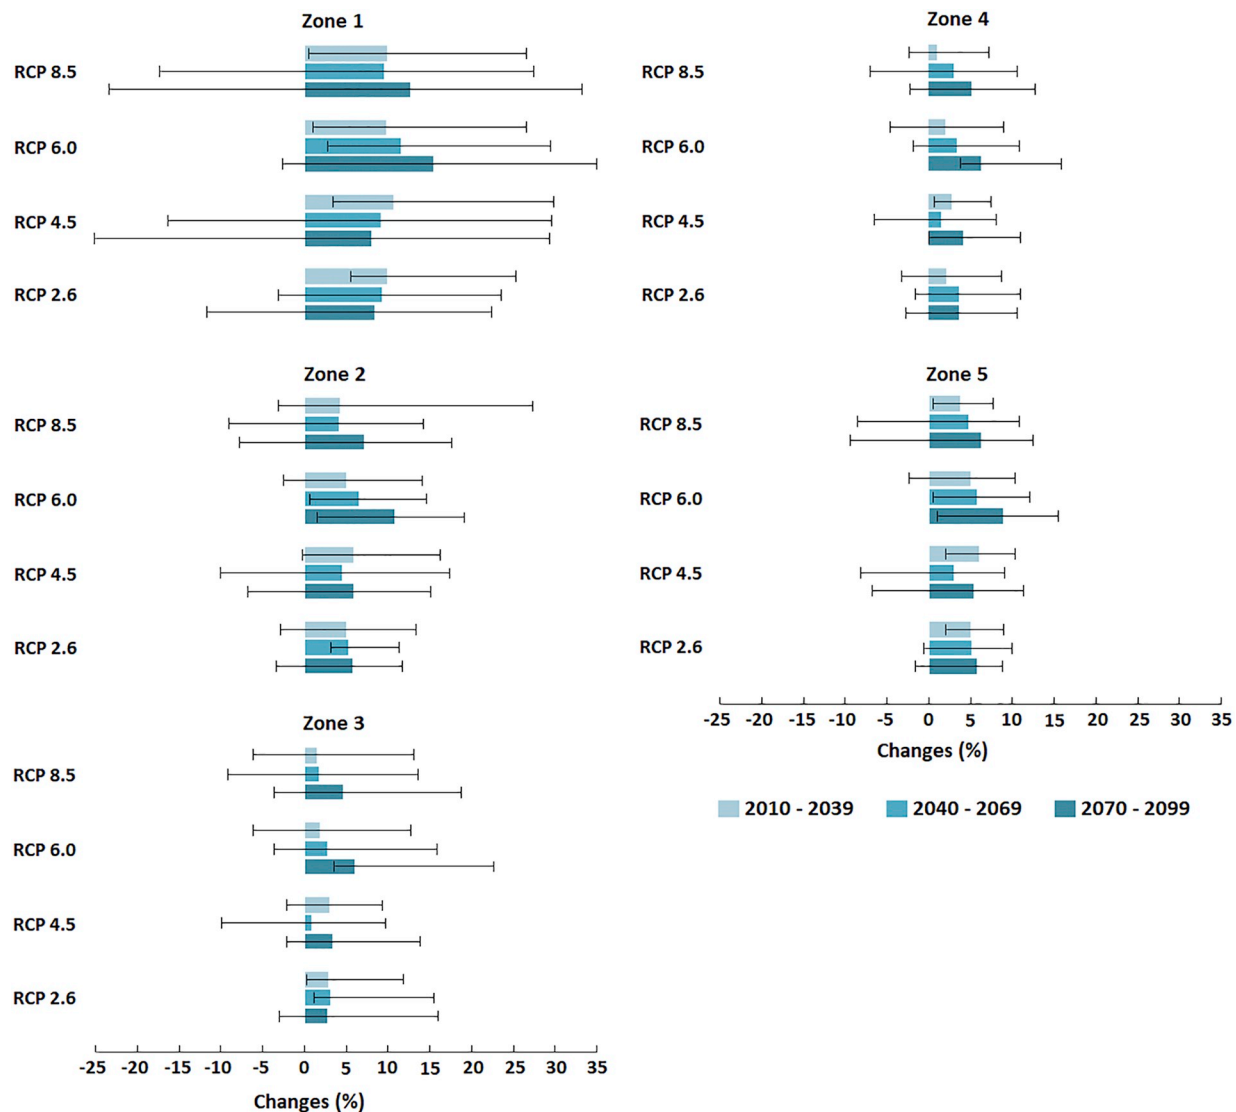 Zone 1
RCP 8.5
RCP 6.0
RCP 4.5
RCP 2.6
Zone 2
RCP 8.5
RCP 6.0
RCP 4.5
RCP 2.6
Zone 3
RCP 8.5
RCP 6.0
RCP 4.5
RCP 2.6
-25 -20 -15 -10 -5 0 5 10 15 20 25 30 35
Changes (%)
Zone 4
RCP 8.5
RCP 6.0
RCP 4.5
RCP 2.6
Zone 5
RCP 8.5
RCP 6.0
RCP 4.5
RCP 2.6
-25 -20 -15 -10 -5 0 5 10 15 20 25 30 35
Changes (%)
2010 - 2039 2040 - 2069 2070 - 2099